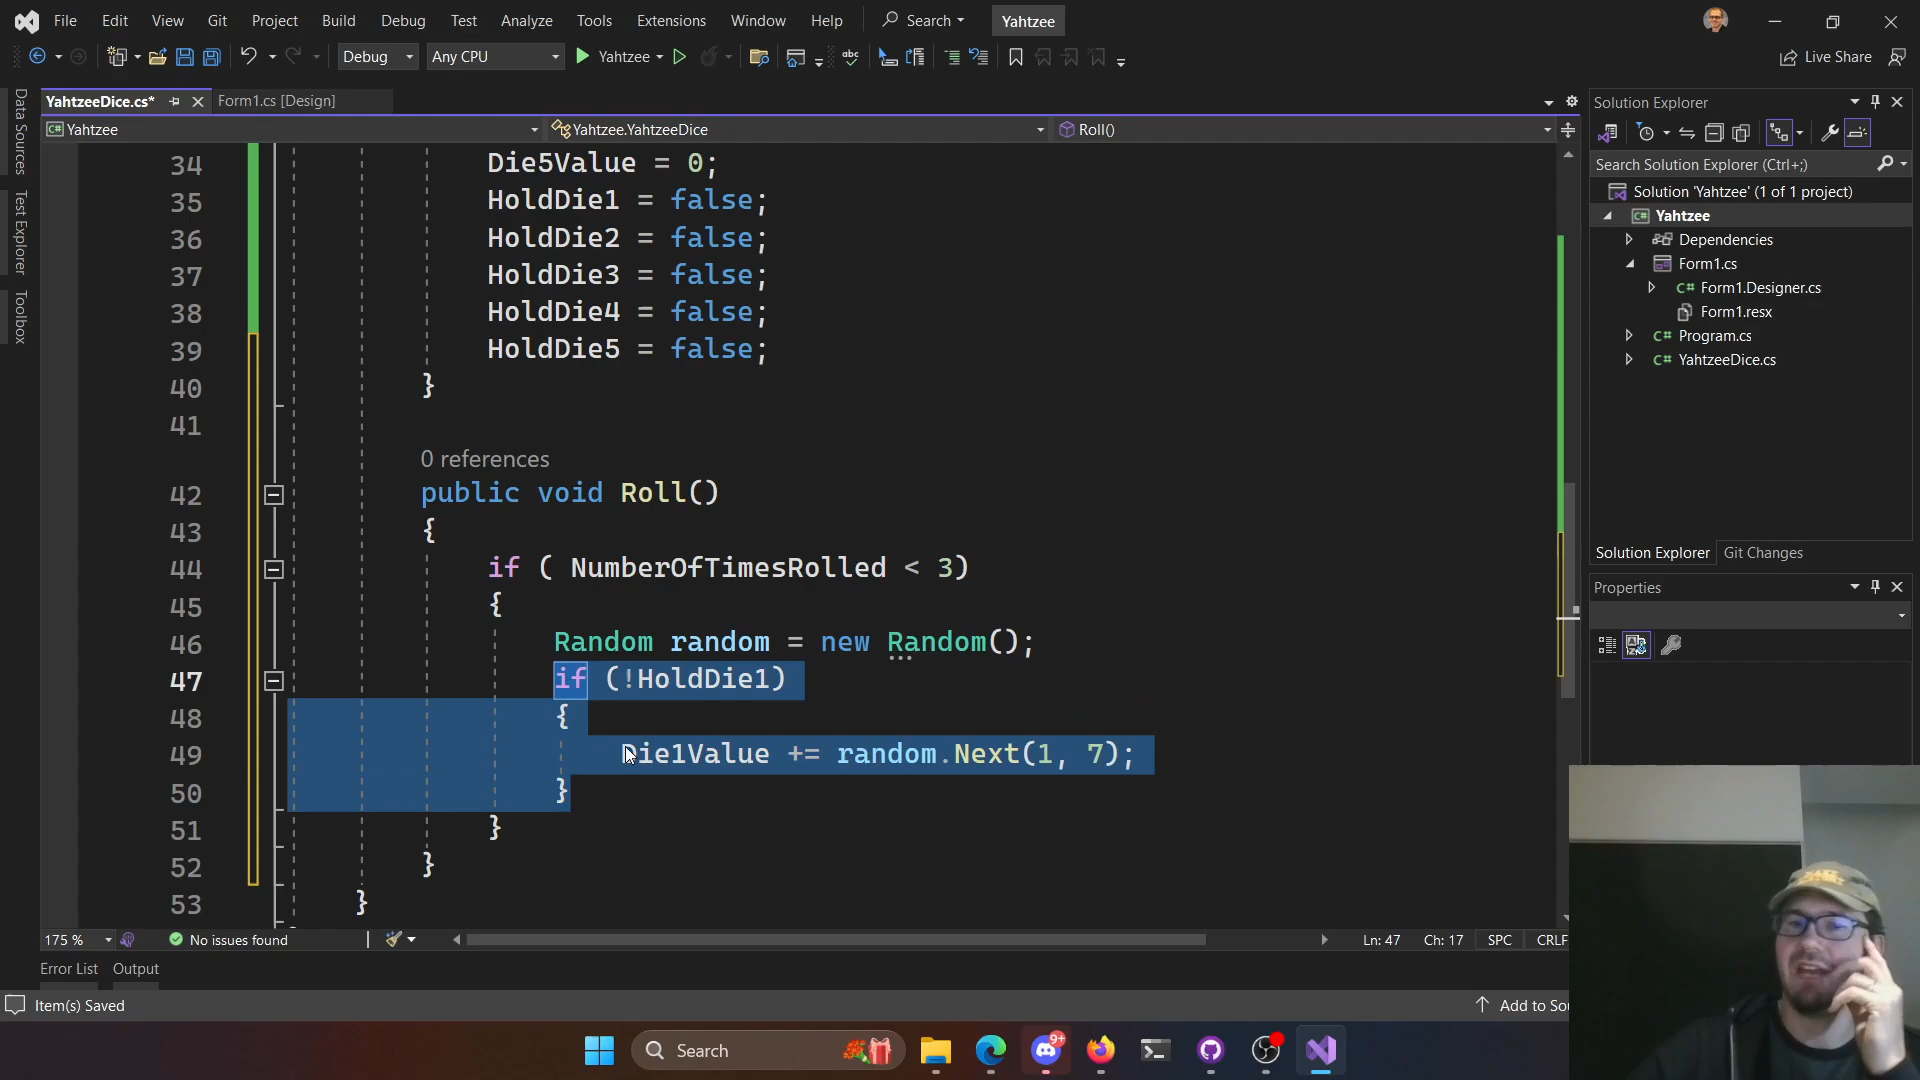 File Edit View Git Project Build Debug Test Analyze Tools Extensions Window Help Search Yahtzee
Debug Any CPU Yahtzee Live Share
YahtzeeDice.cs* Form1.cs [Design]
Yahtzee Yahtzee.YahtzeeDice Roll()
Data Sources
Test Explorer
Toolbox
34 Die5Value = 0;
35 HoldDie1 = false;
36 HoldDie2 = false;
37 HoldDie3 = false;
38 HoldDie4 = false;
39 HoldDie5 = false;
40 }
41
0 references
42 public void Roll()
43 {
44 if ( NumberOfTimesRolled < 3)
45 {
46 Random random = new Random();
47 if (!HoldDie1)
48 {
49 Die1Value += random.Next(1, 7);
50 }
51 }
52 }
53 }
175 % No issues found Ln: 47 Ch: 17 SPC CRLF
Error List Output
Item(s) Saved Add to Sou
Solution Explorer
Search Solution Explorer (Ctrl+;)
Solution 'Yahtzee' (1 of 1 project)
Yahtzee
Dependencies
Form1.cs
C# Form1.Designer.cs
Form1.resx
C# Program.cs
C# YahtzeeDice.cs
Solution Explorer Git Changes
Properties
Search
9+